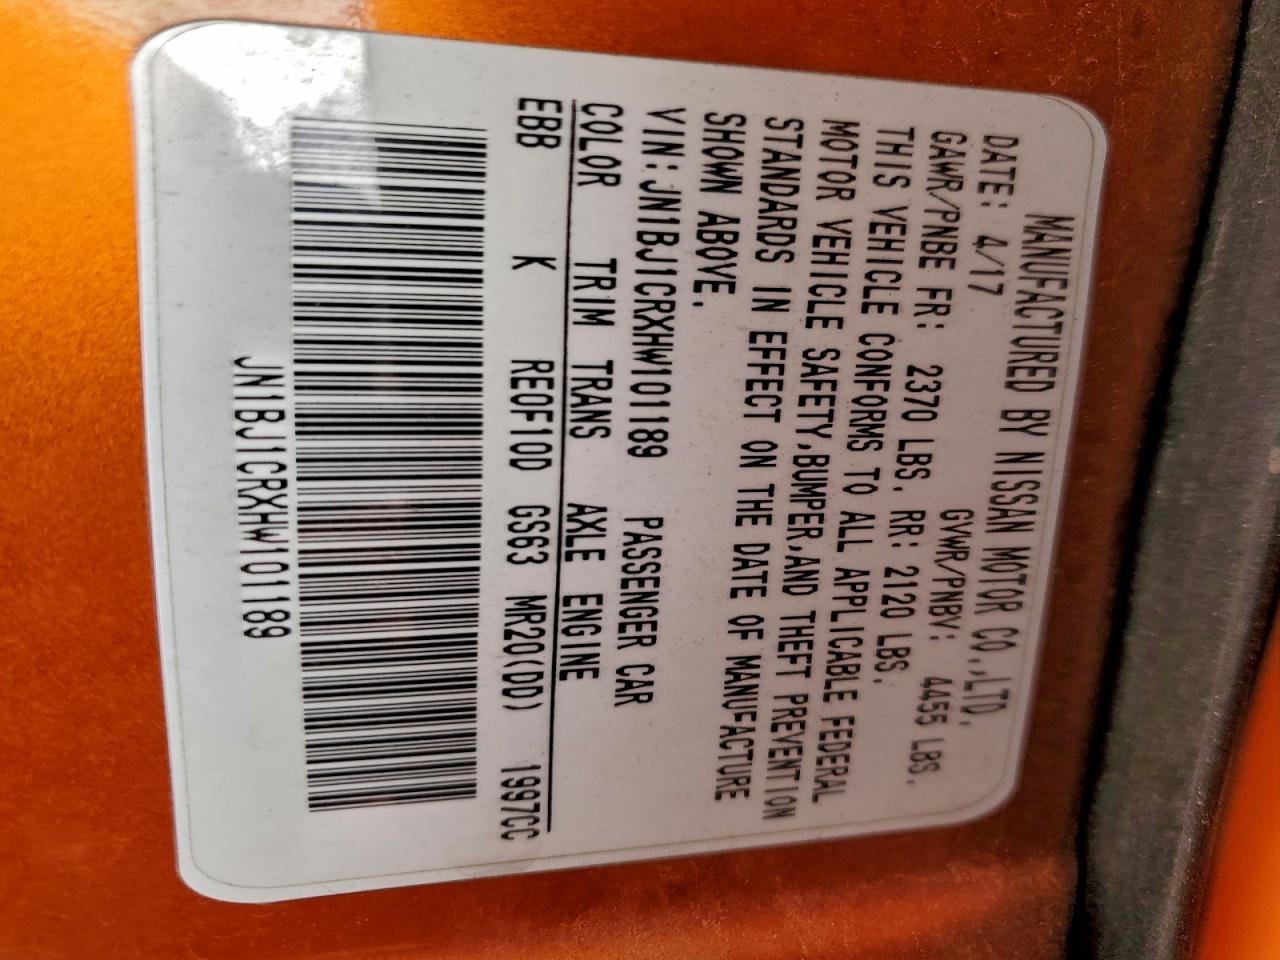 MANUFACTURED BY NISSAN MOTOR CO.,LTD.
DATE: 4/17 GVWR/PNBV: 4455 LBS.
GAWR/PNBE FR: 2370 LBS. RR: 2120 LBS.
THIS VEHICLE CONFORMS TO ALL APPLICABLE FEDERAL
MOTOR VEHICLE SAFETY,BUMPER,AND THEFT PREVENTION
STANDARDS IN EFFECT ON THE DATE OF MANUFACTURE
SHOWN ABOVE.
VIN:JN1BJ1CRXHW101189 PASSENGER CAR
COLOR TRIM TRANS AXLE ENGINE
EBB K RE0F10D GS63 MR20(DD) 1997CC
JN1BJ1CRXHW101189